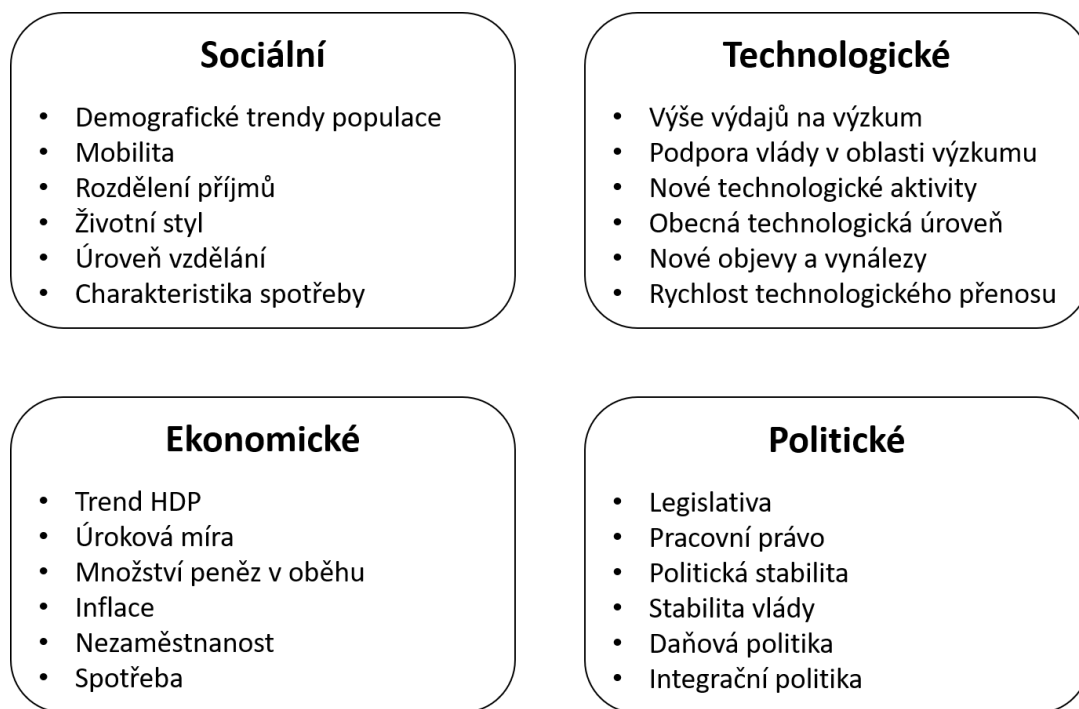 Sociální
• Demografické trendy populace
• Mobilita
• Rozdělení příjmů
• Životní styl
• Úroveň vzdělání
• Charakteristika spotřeby
Technologické
• Výše výdajů na výzkum
• Podpora vlády v oblasti výzkumu
• Nové technologické aktivity
• Obecná technologická úroveň
• Nové objevy a vynálezy
• Rychlost technologického přenosu
Ekonomické
• Trend HDP
• Úroková míra
• Množství peněz v oběhu
• Inflace
• Nezaměstnanost
• Spotřeba
Politické
• Legislativa
• Pracovní právo
• Politická stabilita
• Stabilita vlády
• Daňová politika
• Integrační politika